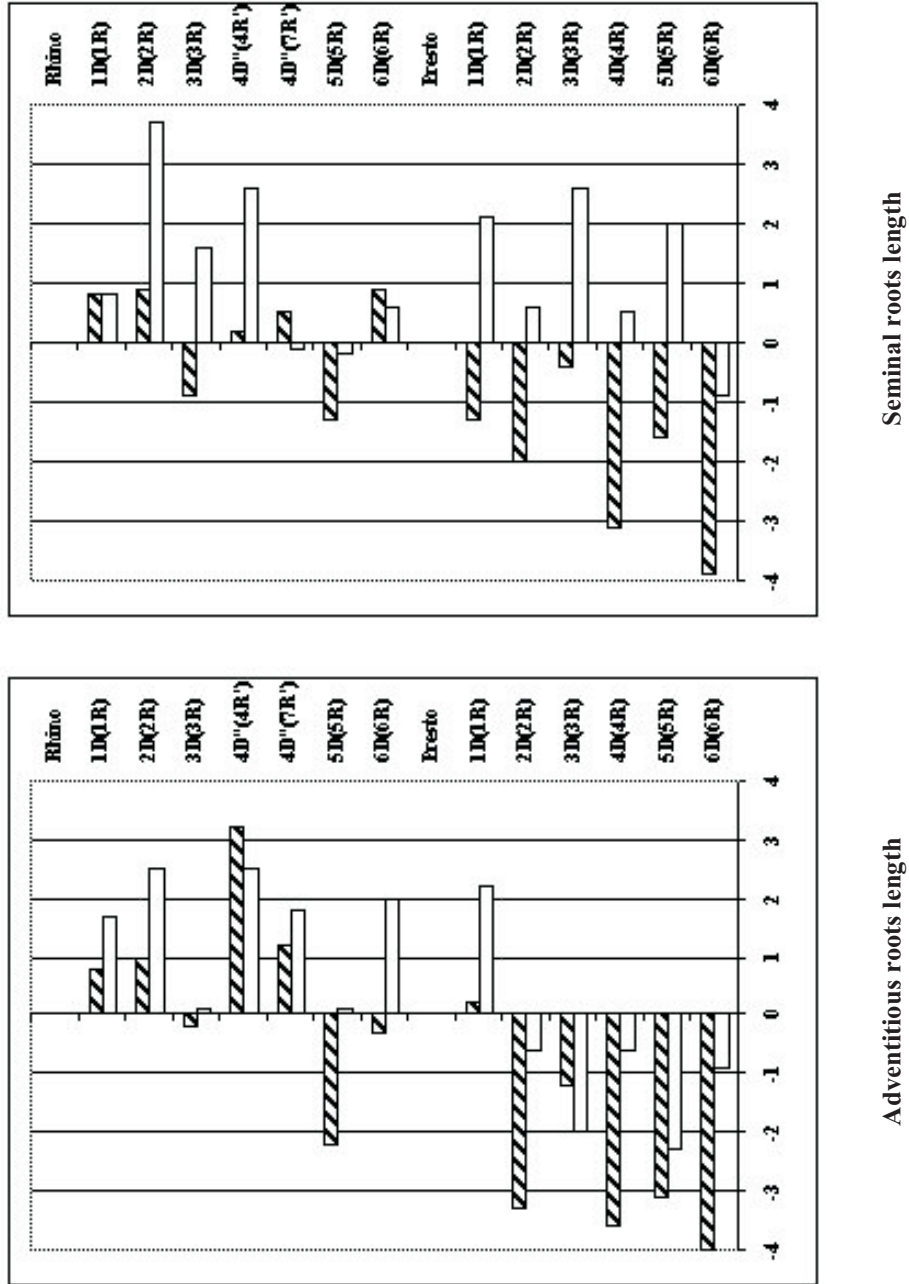 Rhino
1D(1R)
2D(2R)
3D(3R)
4D"(4R')
4D"(7R')
5D(5R)
6D(6R)
Presto
1D(1R)
2D(2R)
3D(3R)
4D(4R)
5D(5R)
6D(6R)
-4
-3
-2
-1
0
1
2
3
4
Seminal roots length
Rhino
1D(1R)
2D(2R)
3D(3R)
4D"(4R')
4D"(7R')
5D(5R)
6D(6R)
Presto
1D(1R)
2D(2R)
3D(3R)
4D(4R)
5D(5R)
6D(6R)
-4
-3
-2
-1
0
1
2
3
4
Adventitious roots length